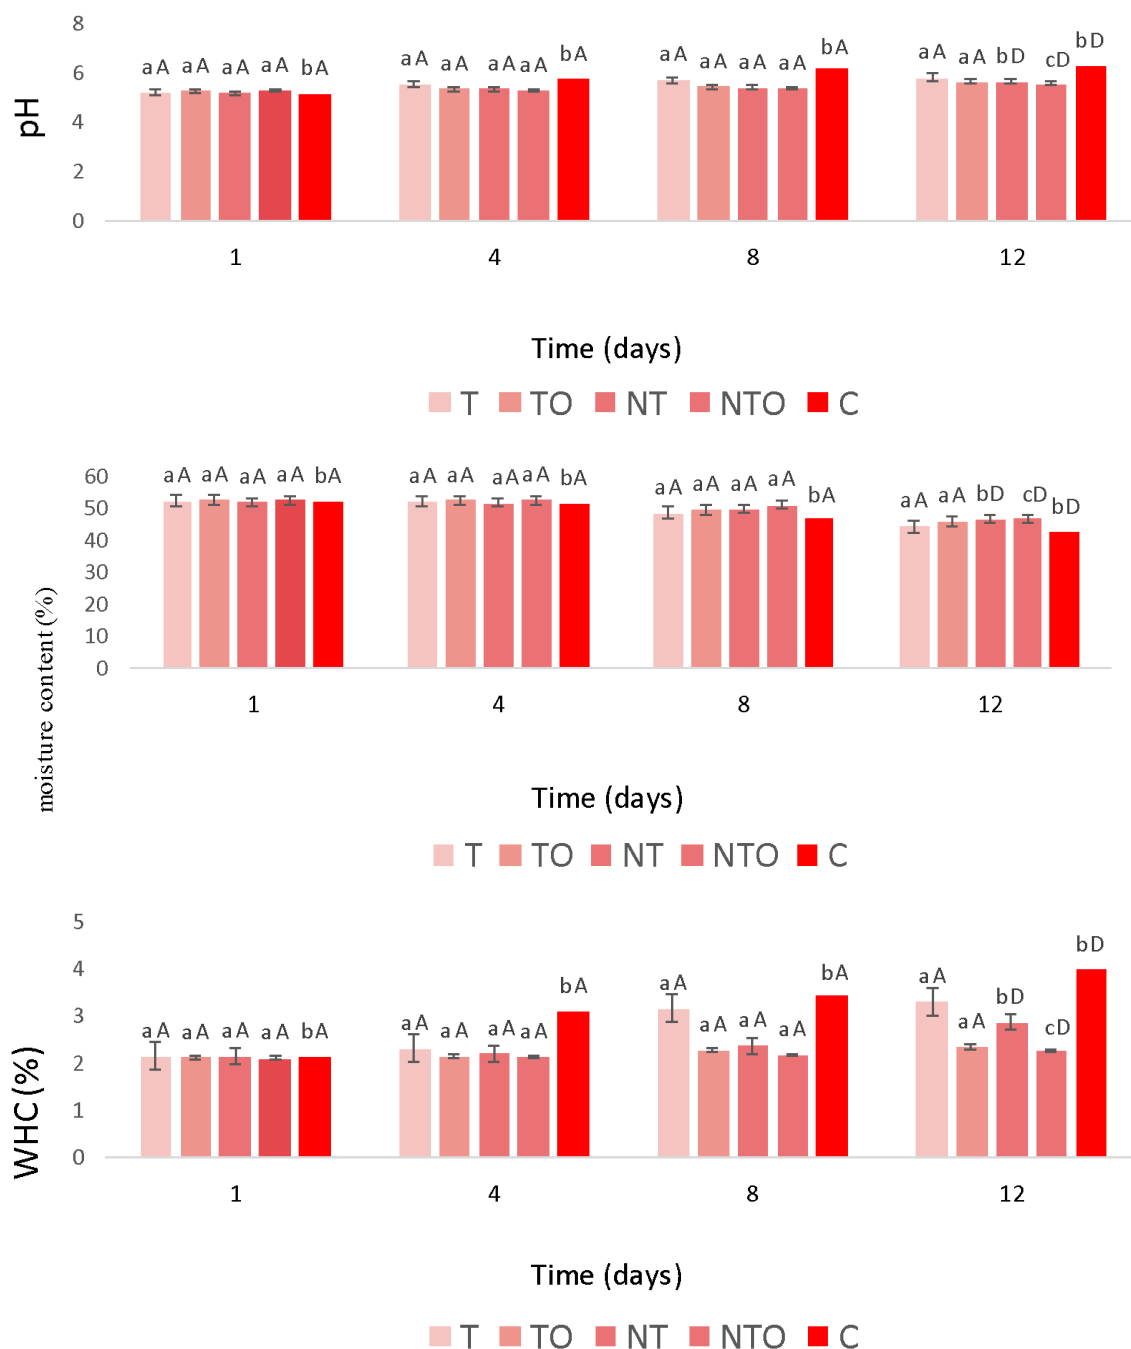 8
6
4
2
0
pH
aA aA aA aA bA
aA aA aA aA bA
aA aA aA aA bA
aA aA bD cD bD
1 4 8 12
Time (days)
T TO NT NTO C
60
50
40
30
20
10
0
moisture content (%)
aA aA aA aA bA
aA aA aA aA bA
aA aA aA aA bA
aA aA bD cD bD
1 4 8 12
Time (days)
T TO NT NTO C
5
4
3
2
1
0
WHC (%)
aA aA aA aA bA
aA aA aA aA bA
aA aA aA aA bA
aA aA bD cD bD
1 4 8 12
Time (days)
T TO NT NTO C